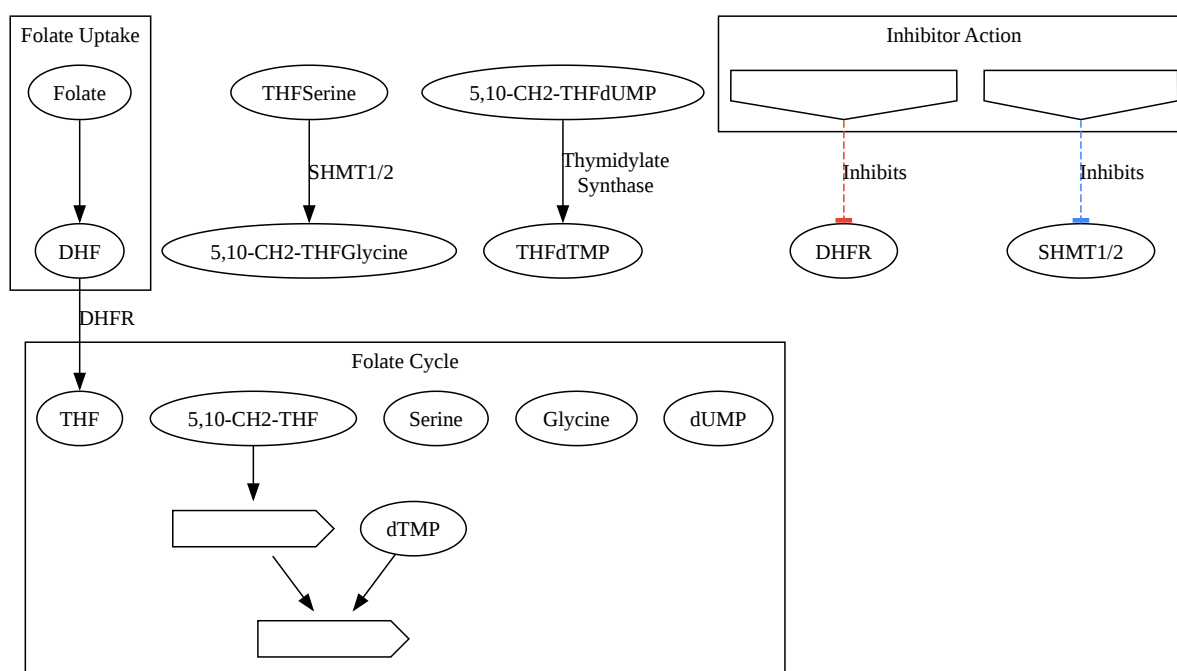 Folate Uptake
Inhibitor Action
Folate
THFSerine
5,10-CH2-THFdUMP
SHMT1/2
Thymidylate
Synthase
Inhibits
Inhibits
DHF
5,10-CH2-THFGlycine
THFdTMP
DHFR
SHMT1/2
DHFR
Folate Cycle
THF
5,10-CH2-THF
Serine
Glycine
dUMP
dTMP